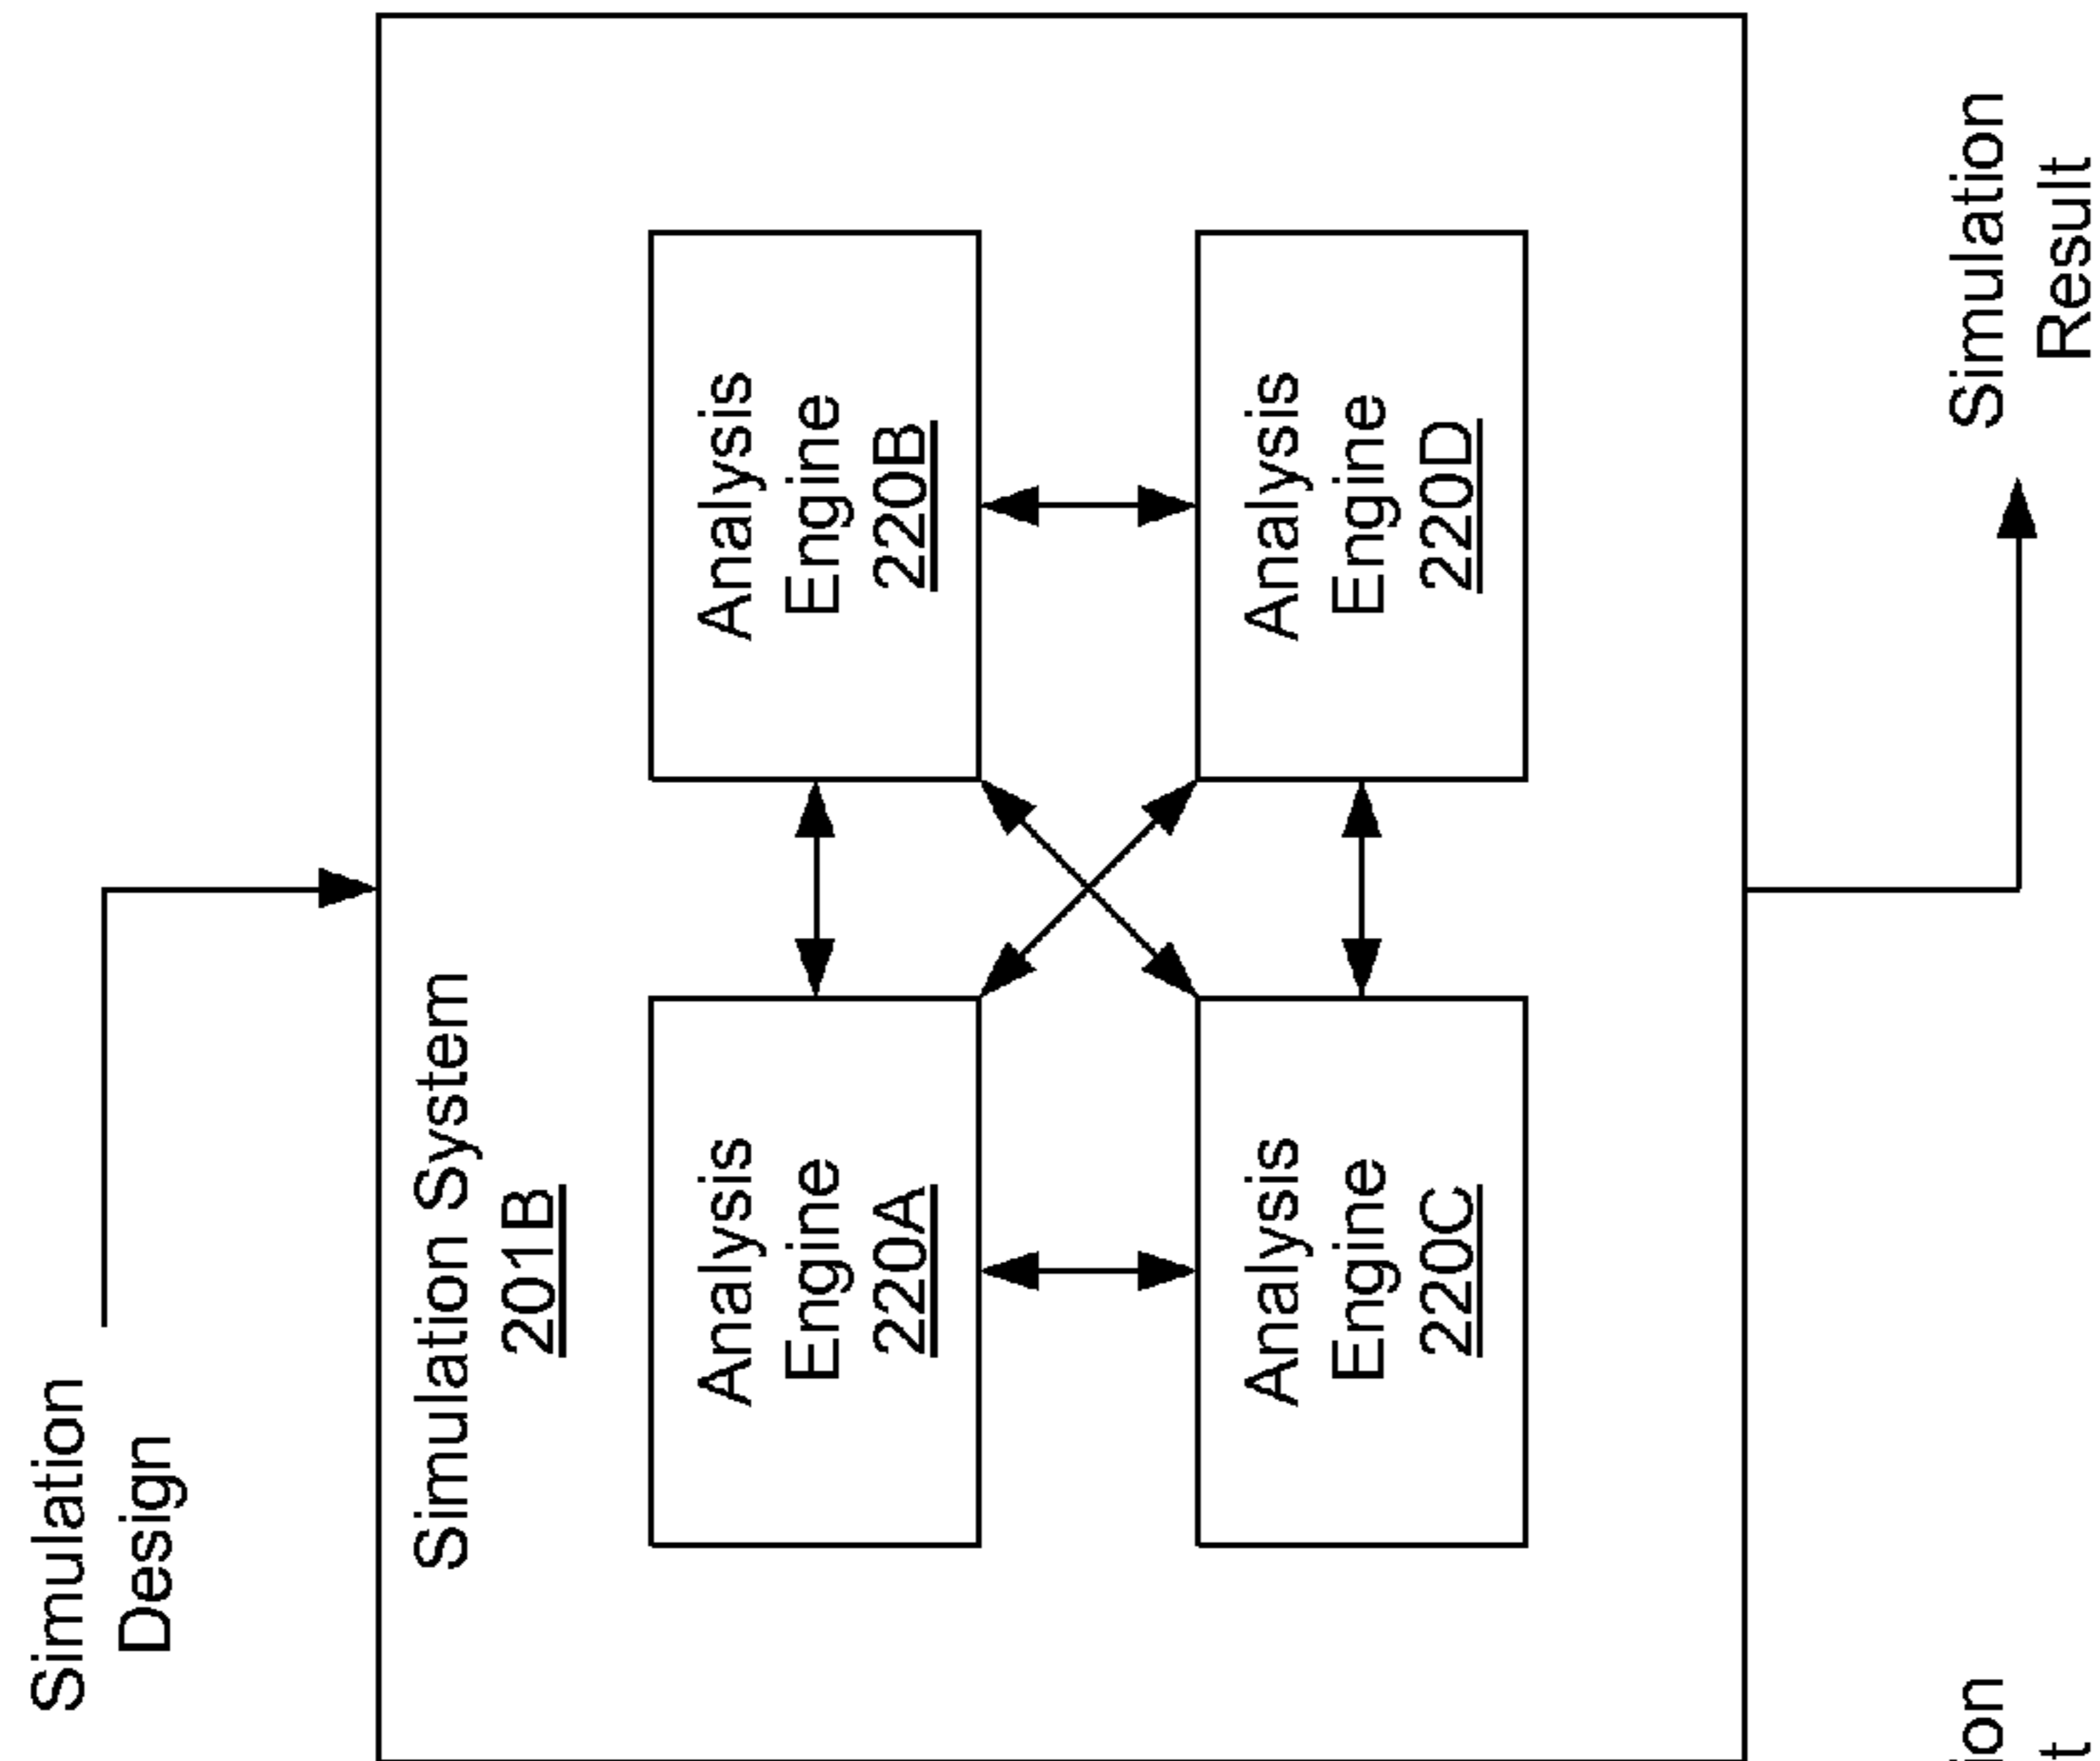 Simulation
Design
Simulation System
201B
Analysis
Engine
220A
Analysis
Engine
220B
Analysis
Engine
220C
Analysis
Engine
220D
Simulation
Result